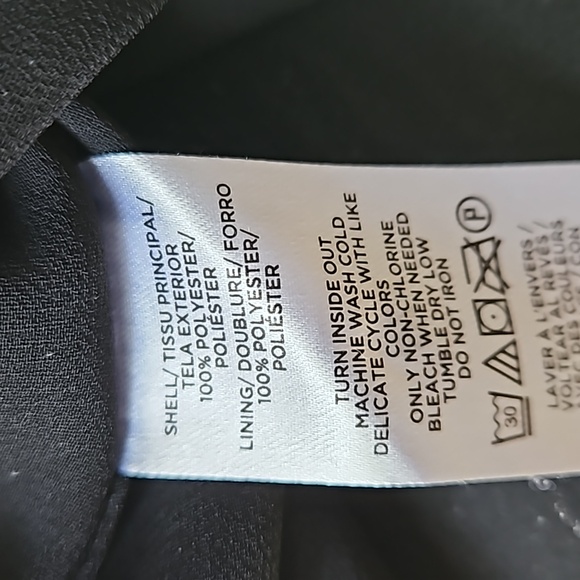 SHELL/ TISSU PRINCIPAL/
TELA EXTERIOR
100% POLYESTER/
POLIÉSTER
LINING/ DOUBLURE/ FORRO
100% POLYESTER/
POLIÉSTER
TURN INSIDE OUT
MACHINE WASH COLD
DELICATE CYCLE WITH LIKE
COLORS
ONLY NON-CHLORINE
BLEACH WHEN NEEDED
TUMBLE DRY LOW
DO NOT IRON
30 P
LAVER À L'ENVERS /
VOLTEAR AL REVÉS /